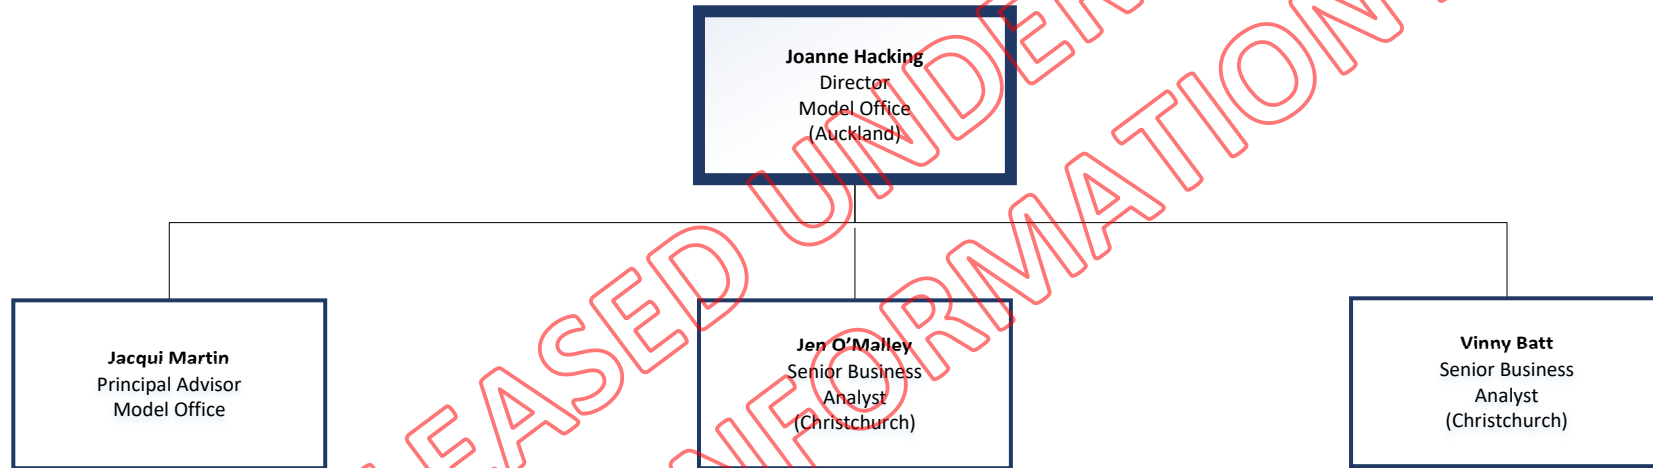 Joanne Hacking
Director
Model Office
(Auckland)
Jacqui Martin
Principal Advisor
Model Office
Jen O’Malley
Senior Business
Analyst
(Christchurch)
Vinny Batt
Senior Business
Analyst
(Christchurch)
EASED UNDER
INFORMATION